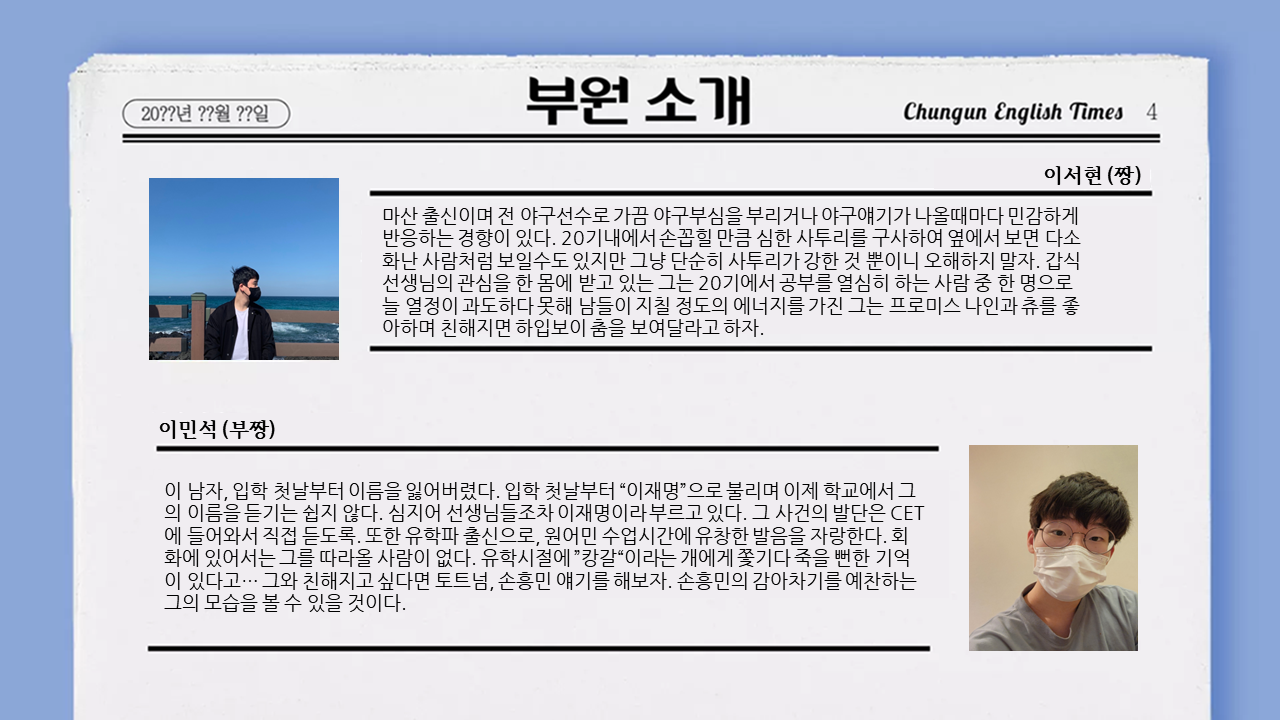 20??년 ??월 ??일
부원 소개
Chungun English Times 4
이서현 (짱)
마산 출신이며 전 야구선수로 가끔 야구부심을 부리거나 야구얘기가 나올때마다 민감하게
반응하는 경향이 있다. 20기내에서 손꼽힐 만큼 심한 사투리를 구사하여 옆에서 보면 다소
화난 사람처럼 보일수도 있지만 그냥 단순히 사투리가 강한 것 뿐이니 오해하지 말자. 갑식
선생님의 관심을 한 몸에 받고 있는 그는 20기에서 공부를 열심히 하는 사람 중 한 명으로
늘 열정이 과도하다 못해 남들이 지칠 정도의 에너지를 가진 그는 프로미스 나인과 츄를 좋
아하며 친해지면 하입보이 춤을 보여달라고 하자.
이민석 (부짱)
이 남자, 입학 첫날부터 이름을 잃어버렸다. 입학 첫날부터 “이재명”으로 불리며 이제 학교에서 그
의 이름을 듣기는 쉽지 않다. 심지어 선생님들조차 이재명이라 부르고 있다. 그 사건의 발단은 CET
에 들어와서 직접 듣도록. 또한 유학파 출신으로, 원어민 수업시간에 유창한 발음을 자랑한다. 회
화에 있어서는 그를 따라올 사람이 없다. 유학시절에 ”캉갈“이라는 개에게 쫓기다 죽을 뻔한 기억
이 있다고… 그와 친해지고 싶다면 토트넘, 손흥민 얘기를 해보자. 손흥민의 감아차기를 예찬하는
그의 모습을 볼 수 있을 것이다.